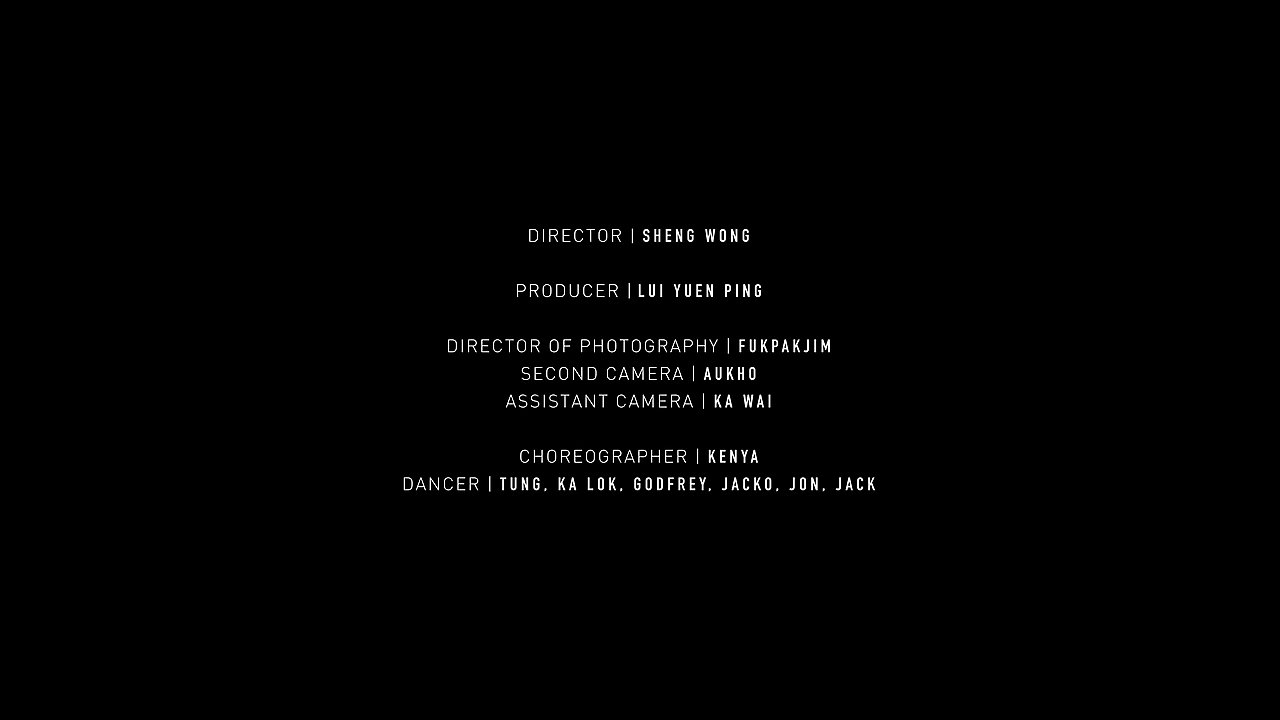 DIRECTOR | SHENG WONG
PRODUCER | LUI YUEN PING
DIRECTOR OF PHOTOGRAPHY | FUKPAKJIM
SECOND CAMERA | AUKHO
ASSISTANT CAMERA | KA WAI
CHOREOGRAPHER | KENYA
DANCER | TUNG, KA LOK, GODFREY, JACKO, JON, JACK